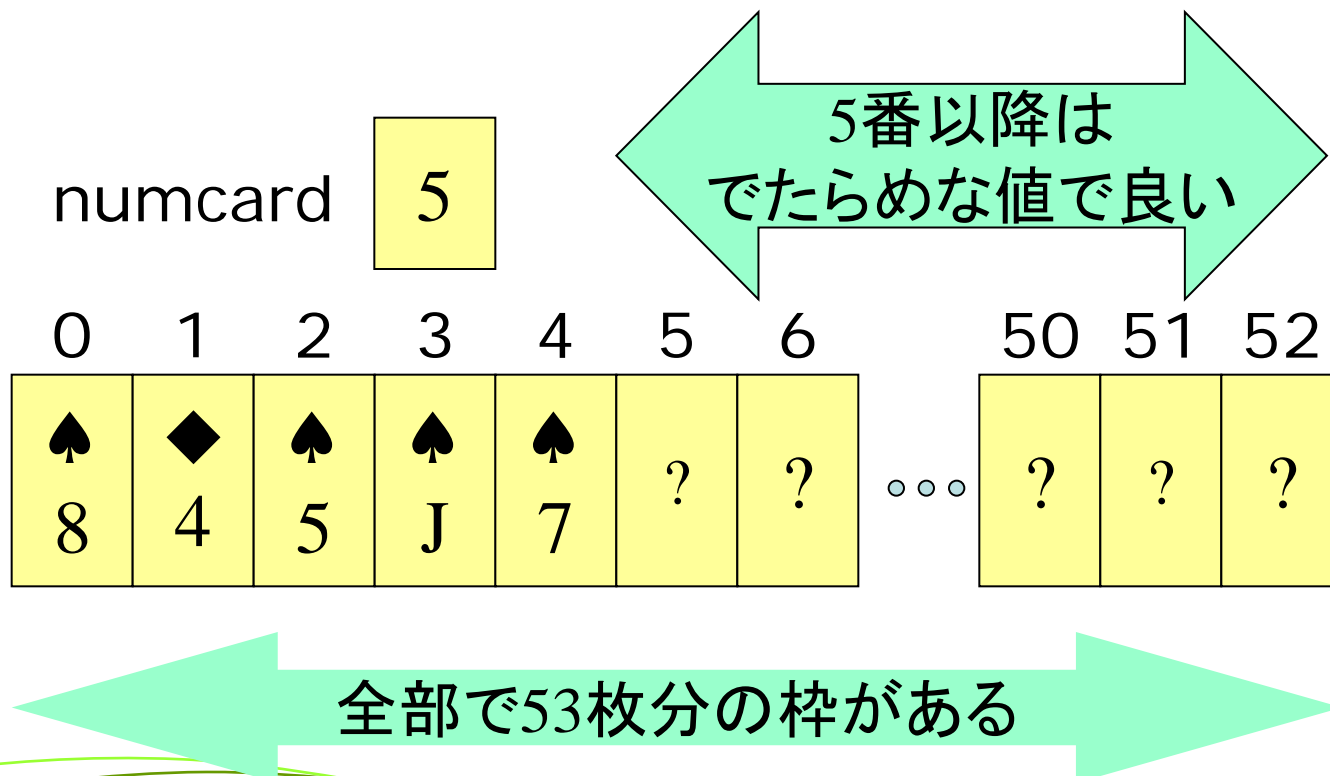 5番以降は
でたらめな値で良い
numcard 5
0 1 2 3 4 5 6 50 51 52
♠ ◆ ♠ ♠ ♠
8 4 5 J 7 ? ? ? ? ?
全部で53枚分の枠がある